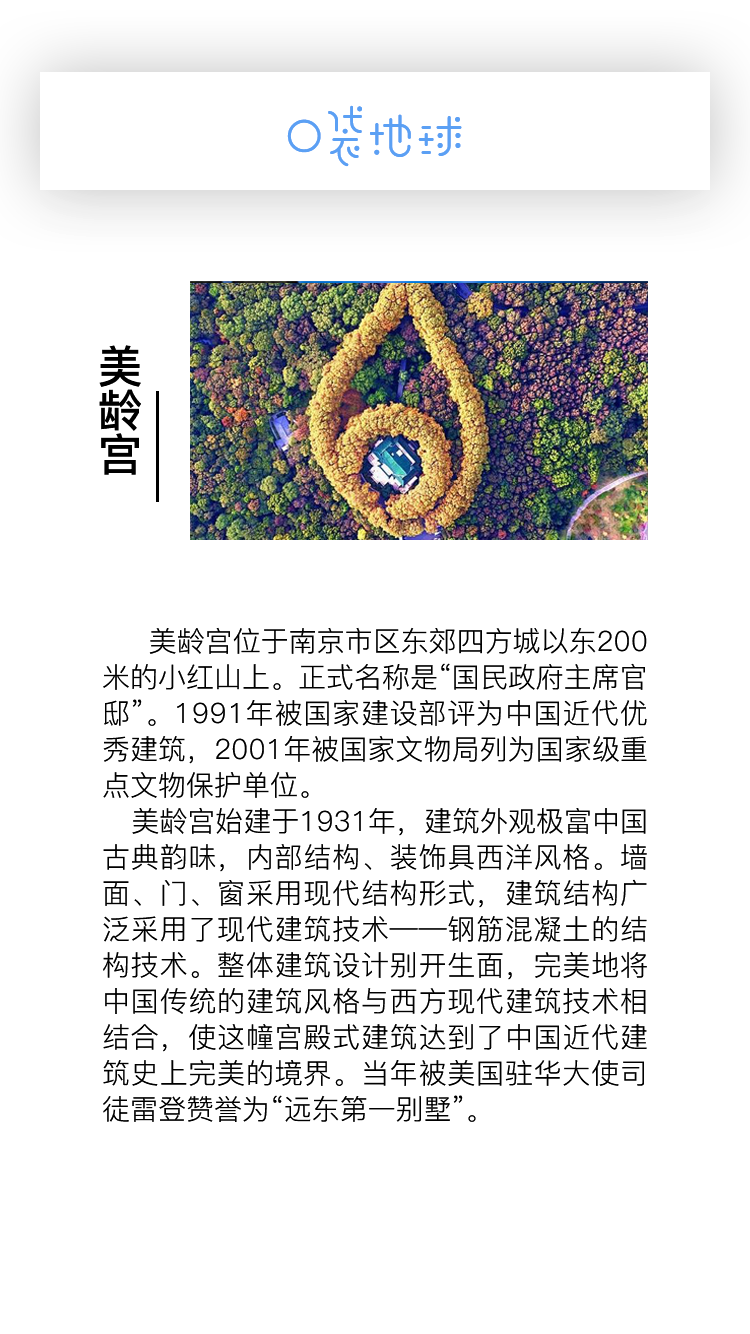 口袋地球
美龄宫
美龄宫位于南京市区东郊四方城以东200
米的小红山上。正式名称是“国民政府主席官
邸”。1991年被国家建设部评为中国近代优
秀建筑，2001年被国家文物局列为国家级重
点文物保护单位。
美龄宫始建于1931年，建筑外观极富中国
古典韵味，内部结构、装饰具西洋风格。墙
面、门、窗采用现代结构形式，建筑结构广
泛采用了现代建筑技术——钢筋混凝土的结
构技术。整体建筑设计别开生面，完美地将
中国传统的建筑风格与西方现代建筑技术相
结合，使这幢宫殿式建筑达到了中国近代建
筑史上完美的境界。当年被美国驻华大使司
徒雷登赞誉为“远东第一别墅”。